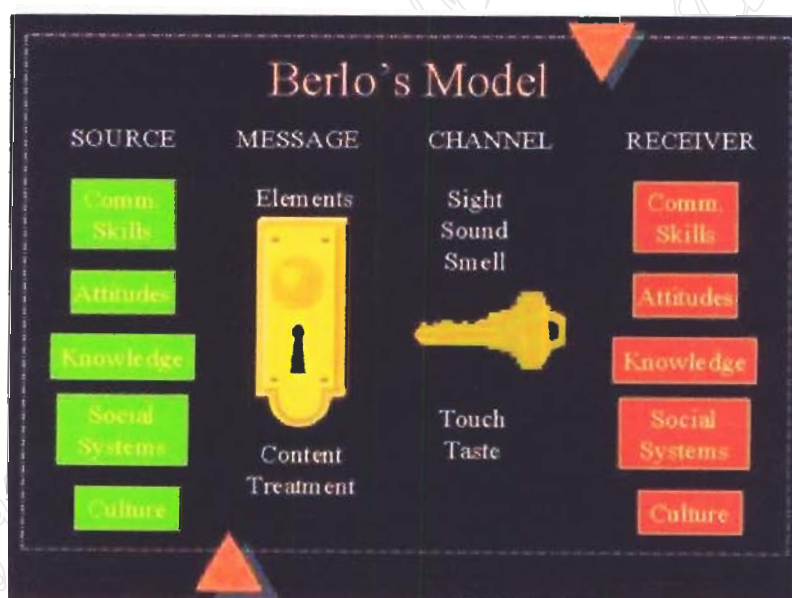 Berlo's Model
SOURCE
Comm.
Skills
Attitudes
Knowledge
Social
Systems
Culture
MESSAGE
Elements
Content
Treatment
CHANNEL
Sight
Sound
Smell
Touch
Taste
RECEIVER
Comm.
Skills
Attitudes
Knowledge
Social
Systems
Culture